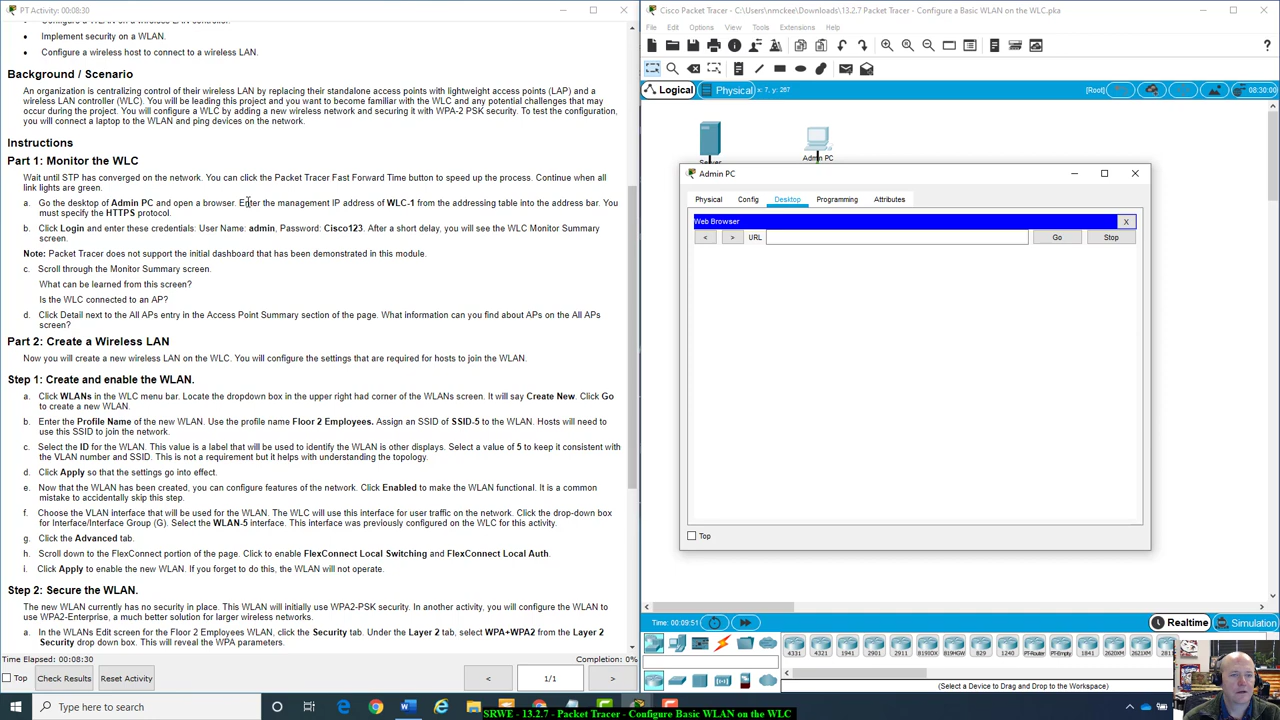 PT Activity: 00:08:30
Implement security on a WLAN.
Configure a wireless host to connect to a wireless LAN.
Background / Scenario
An organization is centralizing control of their wireless LAN by replacing their standalone access points with lightweight access points (LAP) and a
wireless LAN controller (WLC). You will be leading this project and you want to become familiar with the WLC and any potential challenges that may
occur during the project. You will configure a WLC by adding a new wireless network and securing it with WPA-2 PSK security. To test the configuration,
you will connect a laptop to the WLAN and ping devices on the network.
Instructions
Part 1: Monitor the WLC
Wait until STP has converged on the network. You can click the Packet Tracer Fast Forward Time button to speed up the process. Continue when all
link lights are green.
a. Go the desktop of Admin PC and open a browser. Enter the management IP address of WLC-1 from the addressing table into the address bar. You
must specify the HTTPS protocol.
b. Click Login and enter these credentials: User Name: admin, Password: Cisco123. After a short delay, you will see the WLC Monitor Summary
screen.
Note: Packet Tracer does not support the initial dashboard that has been demonstrated in this module.
c. Scroll through the Monitor Summary screen.
What can be learned from this screen?
Is the WLC connected to an AP?
d. Click Detail next to the All APs entry in the Access Point Summary section of the page. What information can you find about APs on the All APs
screen?
Part 2: Create a Wireless LAN
Now you will create a new wireless LAN on the WLC. You will configure the settings that are required for hosts to join the WLAN.
Step 1: Create and enable the WLAN.
a. Click WLANs in the WLC menu bar. Locate the dropdown box in the upper right had corner of the WLANs screen. It will say Create New. Click Go
to create a new WLAN.
b. Enter the Profile Name of the new WLAN. Use the profile name Floor 2 Employees. Assign an SSID of SSID-5 to the WLAN. Hosts will need to
use this SSID to join the network.
c. Select the ID for the WLAN. This value is a label that will be used to identify the WLAN is other displays. Select a value of 5 to keep it consistent with
the VLAN number and SSID. This is not a requirement but it helps with understanding the topology.
d. Click Apply so that the settings go into effect.
e. Now that the WLAN has been created, you can configure features of the network. Click Enabled to make the WLAN functional. It is a common
mistake to accidentally skip this step.
f. Choose the VLAN interface that will be used for the WLAN. The WLC will use this interface for user traffic on the network. Click the drop-down box
for Interface/Interface Group (G). Select the WLAN-5 interface. This interface was previously configured on the WLC for this activity.
g. Click the Advanced tab.
h. Scroll down to the FlexConnect portion of the page. Click to enable FlexConnect Local Switching and FlexConnect Local Auth.
i. Click Apply to enable the new WLAN. If you forget to do this, the WLAN will not operate.
Step 2: Secure the WLAN.
The new WLAN currently has no security in place. This WLAN will initially use WPA2-PSK security. In another activity, you will configure the WLAN to
use WPA2-Enterprise, a much better solution for larger wireless networks.
a. In the WLANs Edit screen for the Floor 2 Employees WLAN, click the Security tab. Under the Layer 2 tab, select WPA+WPA2 from the Layer 2
Security drop down box. This will reveal the WPA parameters.
Time Elapsed: 00:08:30 Completion: 0%
Top Check Results Reset Activity < 1/1 >
Cisco Packet Tracer - C:\Users\nmckee\Downloads\13.2.7 Packet Tracer - Configure a Basic WLAN on the WLC.pka
File Edit Options View Tools Extensions Help
Logical Physical x: 7, y: 267 [Root] 08:30:00
Admin PC
Admin PC
Physical Config Desktop Programming Attributes
Web Browser X
< > URL Go Stop
Top
Time: 00:09:51 Realtime Simulation
4331 4321 1941 2901 2911 819IOX 819HGW 829 1240 PT-Router PT-Empty 1841 2620XM 2621XM
(Select a Device to Drag and Drop to the Workspace)
Type here to search
SRWE - 13.2.7 - Packet Tracer - Configure Basic WLAN on the WLC